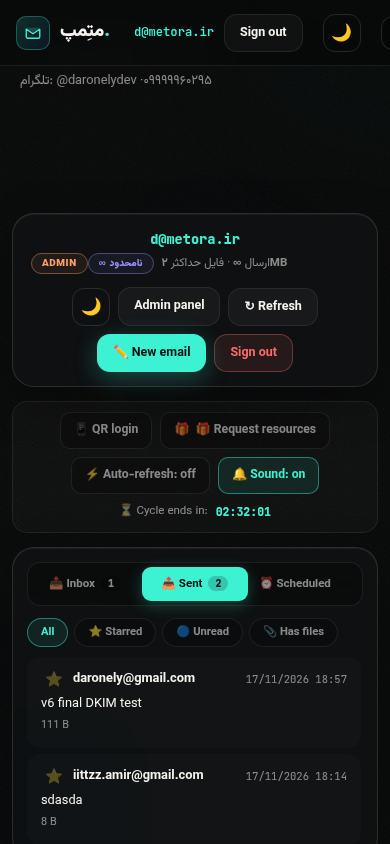 متِمپ. d@metora.ir Sign out 🌙
تلگرام: @daronelydev ·۰۹۹۹۹۹۶۰۲۹۵
d@metora.ir
ADMIN نامحدود ∞ ارسال ∞ · فایل حداکثر ۲MB
🌙 Admin panel ↻ Refresh
✏️ New email Sign out
📱 QR login 🎁 🎁 Request resources
⚡ Auto-refresh: off 🔔 Sound: on
⏳ Cycle ends in: 02:32:01
📥 Inbox 1 📤 Sent 2 ⏰ Scheduled
All ⭐ Starred 🔵 Unread 📎 Has files
⭐ daronely@gmail.com 17/11/2026 18:57
v6 final DKIM test
111 B
⭐ iittzz.amir@gmail.com 17/11/2026 18:14
sdasda
8 B